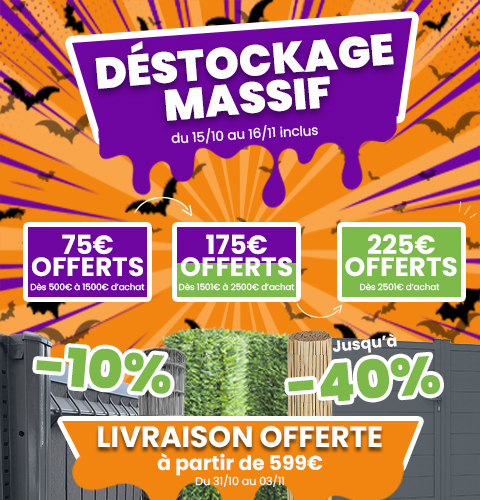 DÉSTOCKAGE
MASSIF
du 15/10 au 16/11 inclus
75€
OFFERTS
Dès 500€ à 1500€ d'achat
175€
OFFERTS
Dès 1501€ à 2500€ d'achat
225€
OFFERTS
Dès 2501€ d'achat
-10%
Jusqu'à
-40%
LIVRAISON OFFERTE
à partir de 599€
Du 31/10 au 03/11